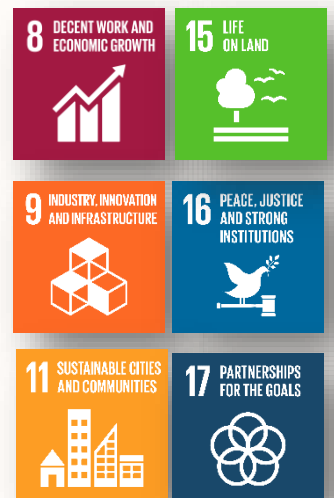 8 DECENT WORK AND
ECONOMIC GROWTH
15 LIFE
ON LAND
9 INDUSTRY, INNOVATION
AND INFRASTRUCTURE
16 PEACE, JUSTICE
AND STRONG
INSTITUTIONS
11 SUSTAINABLE CITIES
AND COMMUNITIES
17 PARTNERSHIPS
FOR THE GOALS